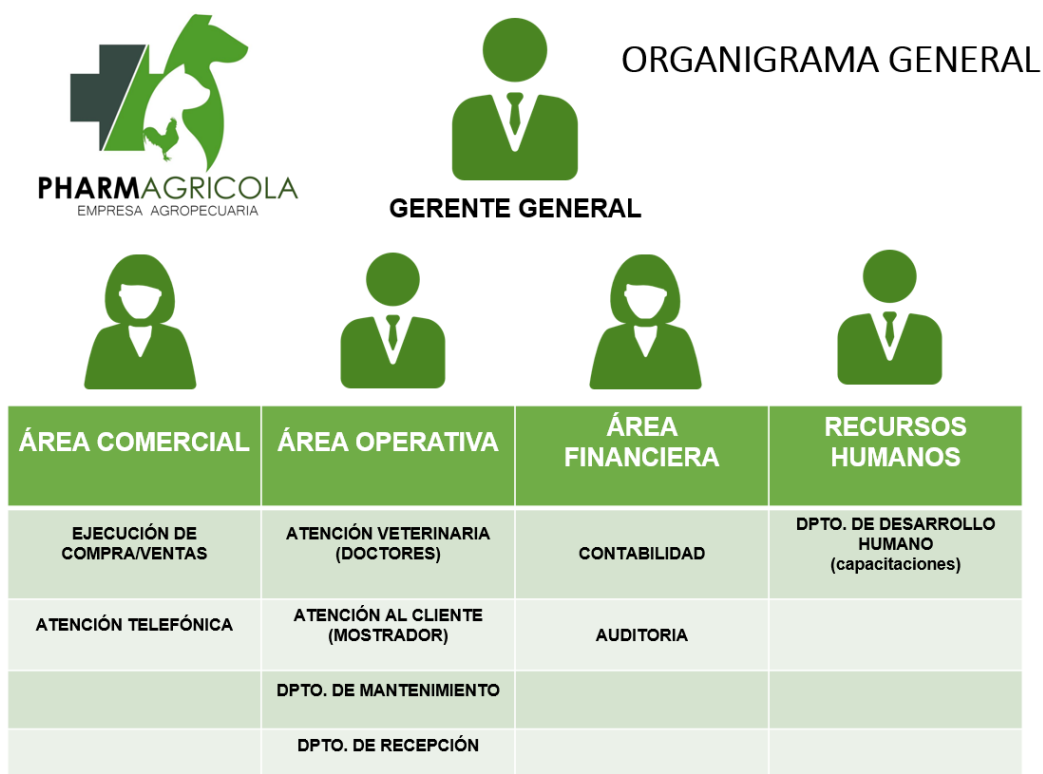 ORGANIGRAMA GENERAL
PHARMAGRICOLA
EMPRESA AGROPECUARIA
GERENTE GENERAL
ÁREA COMERCIAL
ÁREA OPERATIVA
ÁREA
FINANCIERA
RECURSOS
HUMANOS
EJECUCIÓN DE
COMPRA/VENTAS
ATENCIÓN VETERINARIA
(DOCTORES)
CONTABILIDAD
DPTO. DE DESARROLLO
HUMANO
(capacitaciones)
ATENCIÓN TELEFÓNICA
ATENCIÓN AL CLIENTE
(MOSTRADOR)
AUDITORIA
DPTO. DE MANTENIMIENTO
DPTO. DE RECEPCIÓN